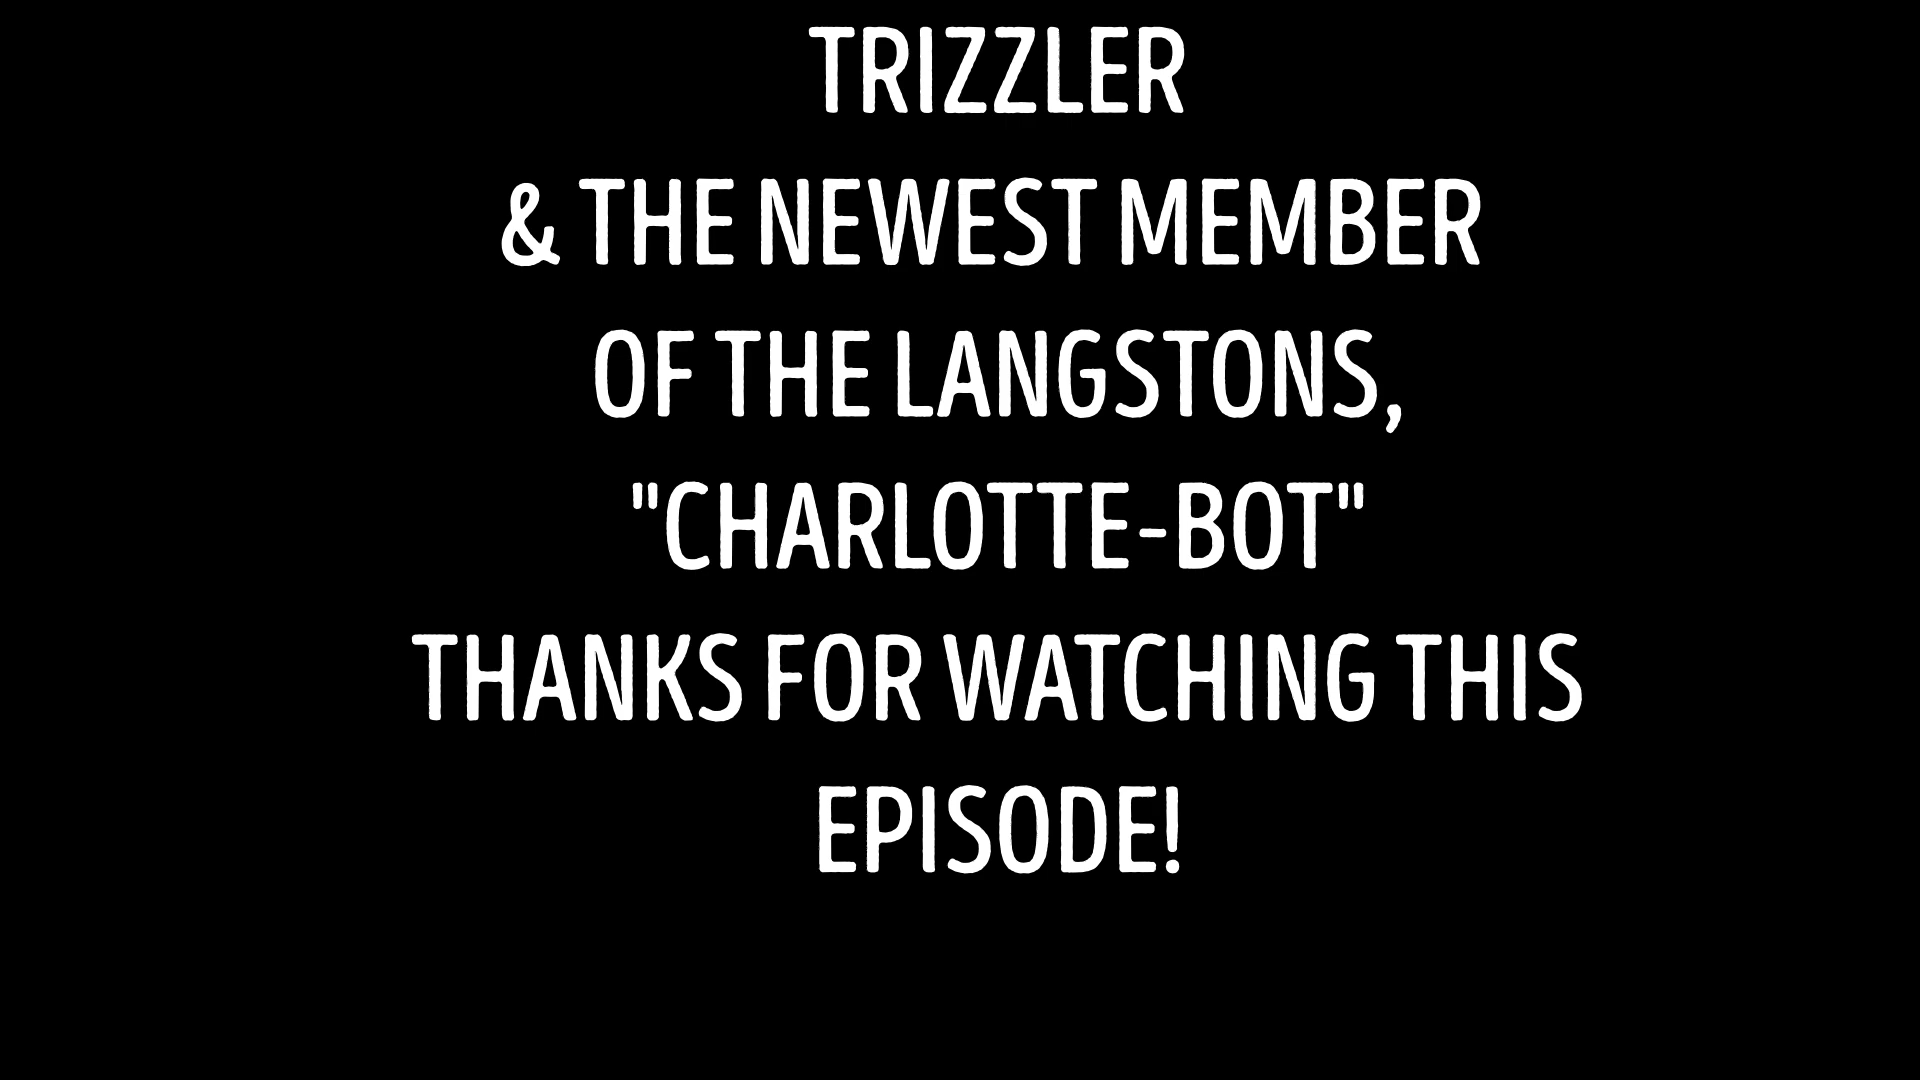 TRIZZLER
& THE NEWEST MEMBER
OF THE LANGSTONS,
"CHARLOTTE-BOT"
THANKS FOR WATCHING THIS
EPISODE!